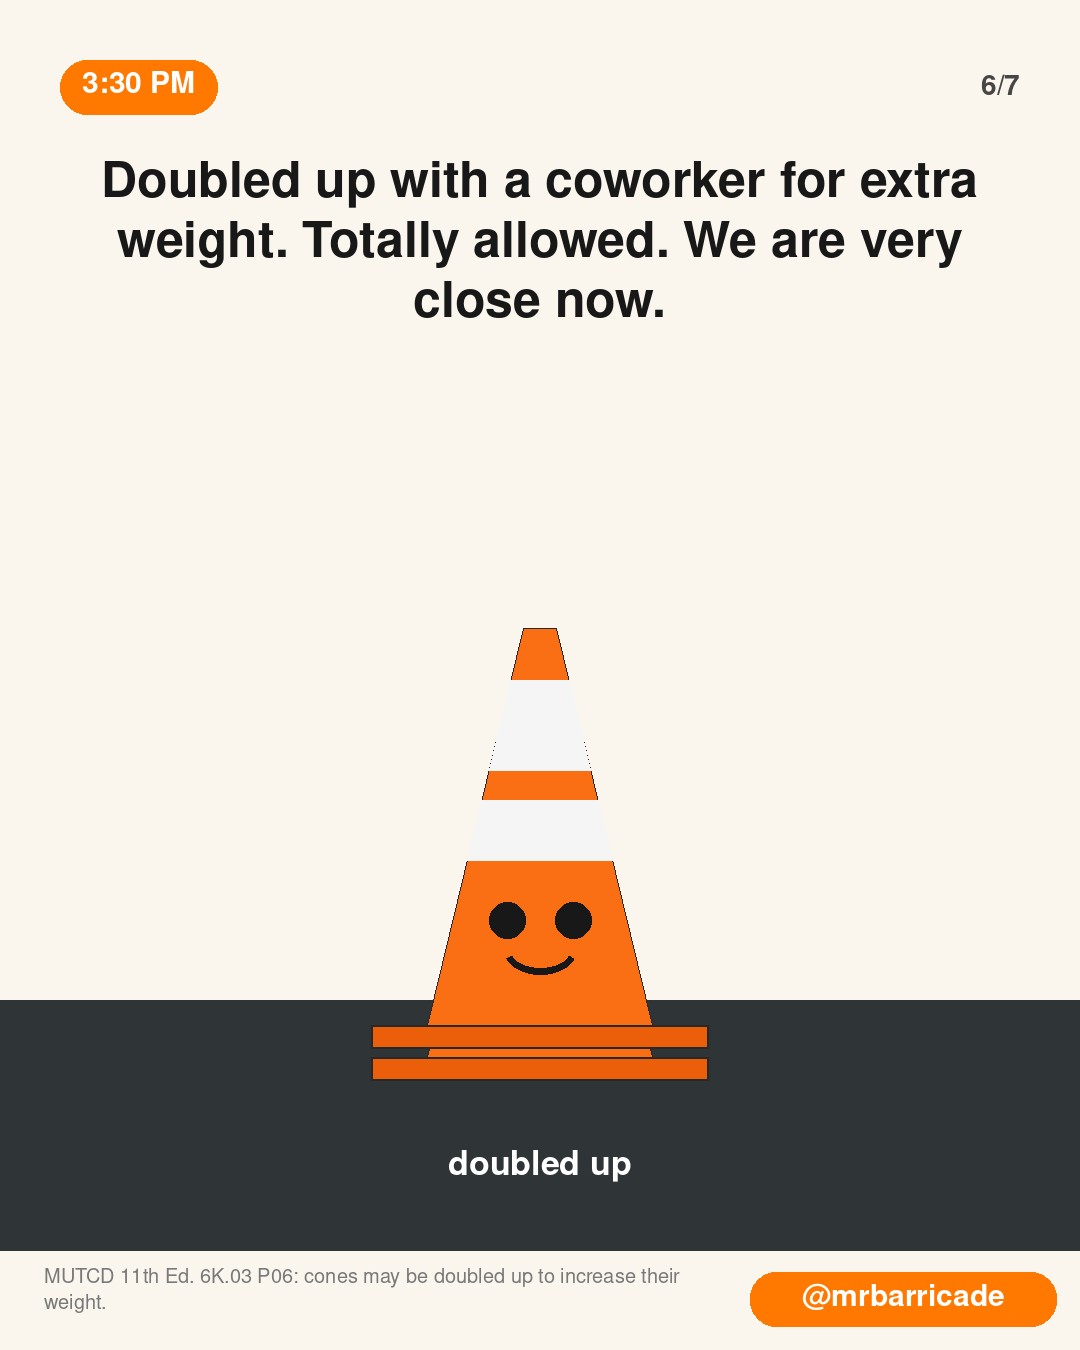 3:30 PM
6/7
Doubled up with a coworker for extra
weight. Totally allowed. We are very
close now.
doubled up
MUTCD 11th Ed. 6K.03 P06: cones may be doubled up to increase their
weight.
@mrbarricade